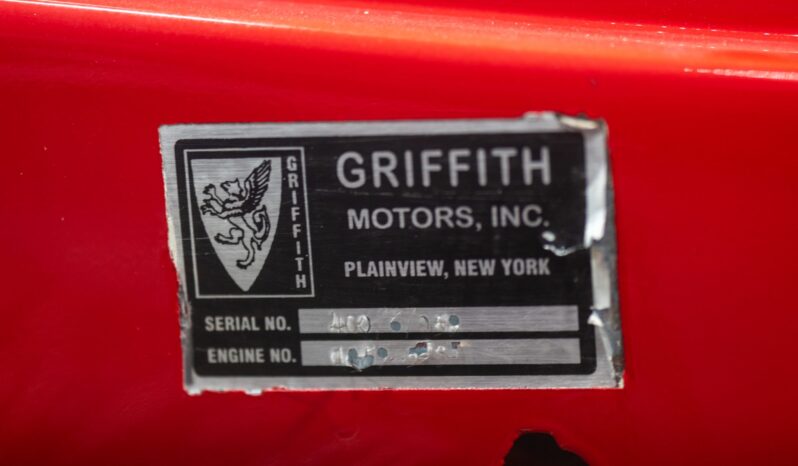 GRIFFITH
GRIFFITH
MOTORS, INC.
PLAINVIEW, NEW YORK
SERIAL NO.
ENGINE NO.